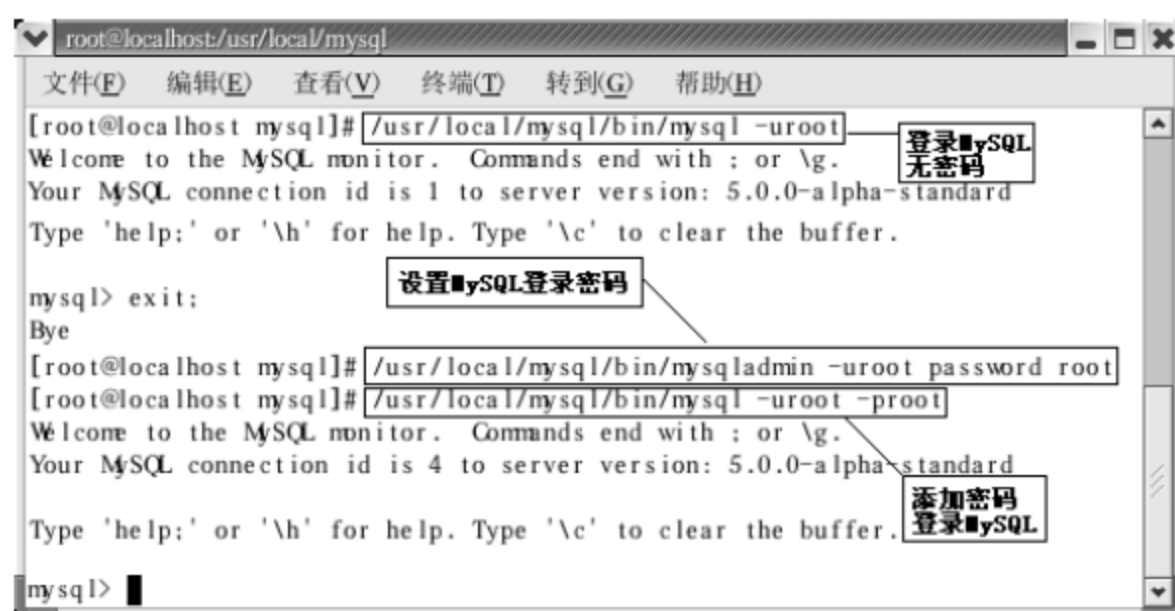 root@localhost:/usr/local/mysql
文件(F) 编辑(E) 查看(V) 终端(T) 转到(G) 帮助(H)
[root@localhost mysql]# /usr/local/mysql/bin/mysql -uroot
登录MySQL
无密码
Welcome to the MySQL monitor. Commands end with ; or \g.
Your MySQL connection id is 1 to server version: 5.0.0-alpha-standard
Type 'help;' or '\h' for help. Type '\c' to clear the buffer.
设置MySQL登录密码
mysql> exit;
Bye
[root@localhost mysql]# /usr/local/mysql/bin/mysqladmin -uroot password root
[root@localhost mysql]# /usr/local/mysql/bin/mysql -uroot -proot
Welcome to the MySQL monitor. Commands end with ; or \g.
Your MySQL connection id is 4 to server version: 5.0.0-alpha-standard
添加密码
登录MySQL
Type 'help;' or '\h' for help. Type '\c' to clear the buffer.
mysql>